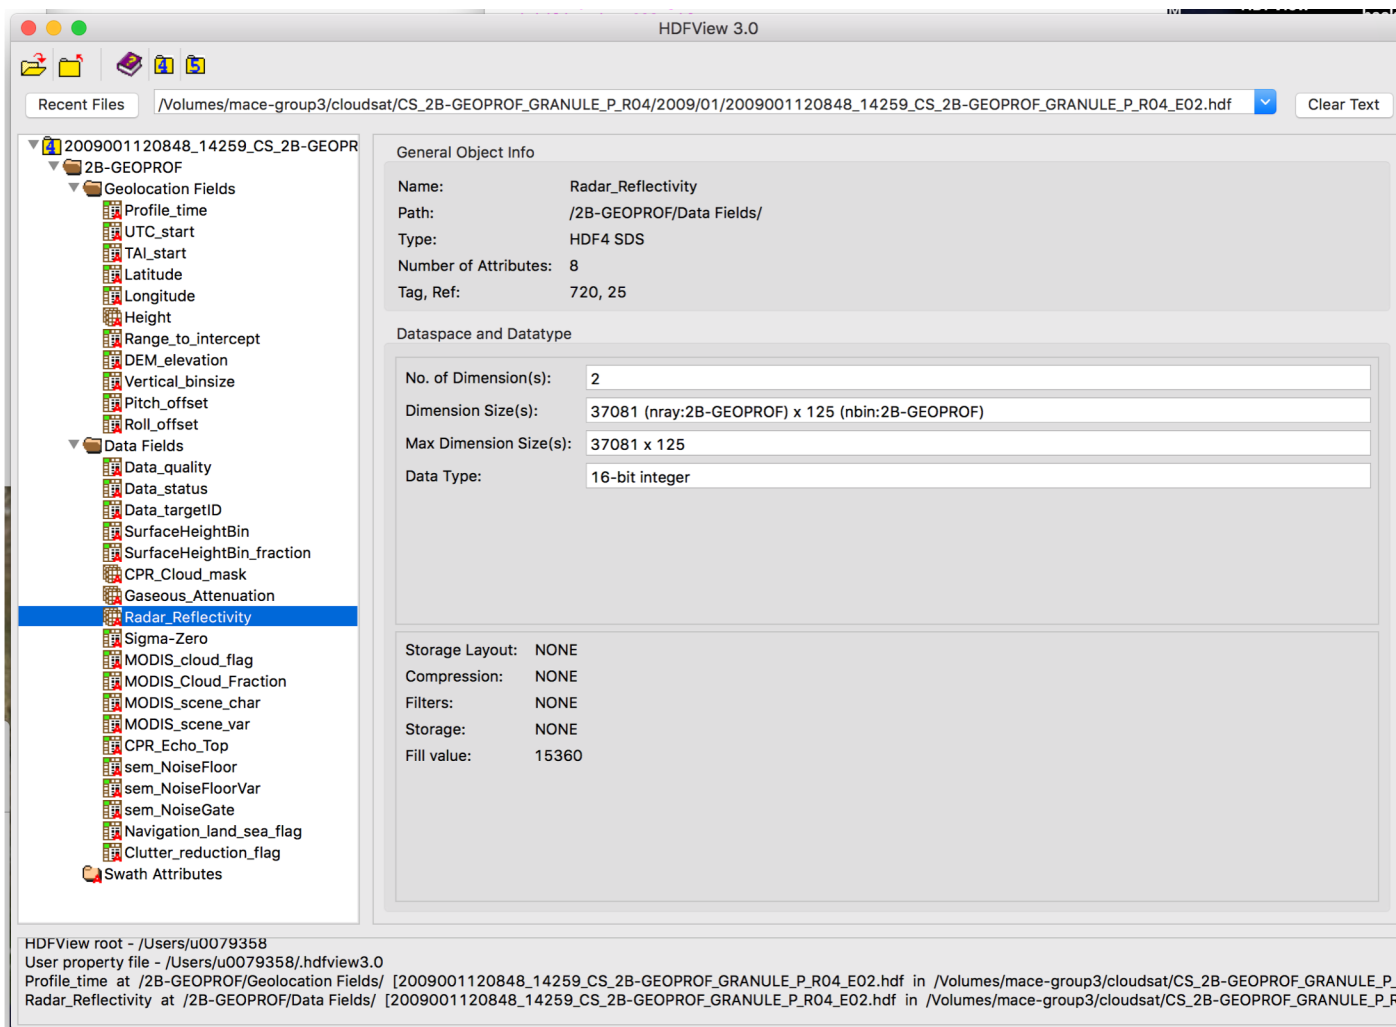 HDFView 3.0
4 5
Recent Files /Volumes/mace-group3/cloudsat/CS_2B-GEOPROF_GRANULE_P_R04/2009/01/2009001120848_14259_CS_2B-GEOPROF_GRANULE_P_R04_E02.hdf Clear Text
4 2009001120848_14259_CS_2B-GEOPR
2B-GEOPROF
Geolocation Fields
Profile_time
UTC_start
TAI_start
Latitude
Longitude
Height
Range_to_intercept
DEM_elevation
Vertical_binsize
Pitch_offset
Roll_offset
Data Fields
Data_quality
Data_status
Data_targetID
SurfaceHeightBin
SurfaceHeightBin_fraction
CPR_Cloud_mask
Gaseous_Attenuation
Radar_Reflectivity
Sigma-Zero
MODIS_cloud_flag
MODIS_Cloud_Fraction
MODIS_scene_char
MODIS_scene_var
CPR_Echo_Top
sem_NoiseFloor
sem_NoiseFloorVar
sem_NoiseGate
Navigation_land_sea_flag
Clutter_reduction_flag
Swath Attributes
General Object Info
Name: Radar_Reflectivity
Path: /2B-GEOPROF/Data Fields/
Type: HDF4 SDS
Number of Attributes: 8
Tag, Ref: 720, 25
Dataspace and Datatype
No. of Dimension(s): 2
Dimension Size(s): 37081 (nray:2B-GEOPROF) x 125 (nbin:2B-GEOPROF)
Max Dimension Size(s): 37081 x 125
Data Type: 16-bit integer
Storage Layout: NONE
Compression: NONE
Filters: NONE
Storage: NONE
Fill value: 15360
HDFView root - /Users/u0079358
User property file - /Users/u0079358/.hdfview3.0
Profile_time at /2B-GEOPROF/Geolocation Fields/ [2009001120848_14259_CS_2B-GEOPROF_GRANULE_P_R04_E02.hdf in /Volumes/mace-group3/cloudsat/CS_2B-GEOPROF_GRANULE_P_
Radar_Reflectivity at /2B-GEOPROF/Data Fields/ [2009001120848_14259_CS_2B-GEOPROF_GRANULE_P_R04_E02.hdf in /Volumes/mace-group3/cloudsat/CS_2B-GEOPROF_GRANULE_P_R